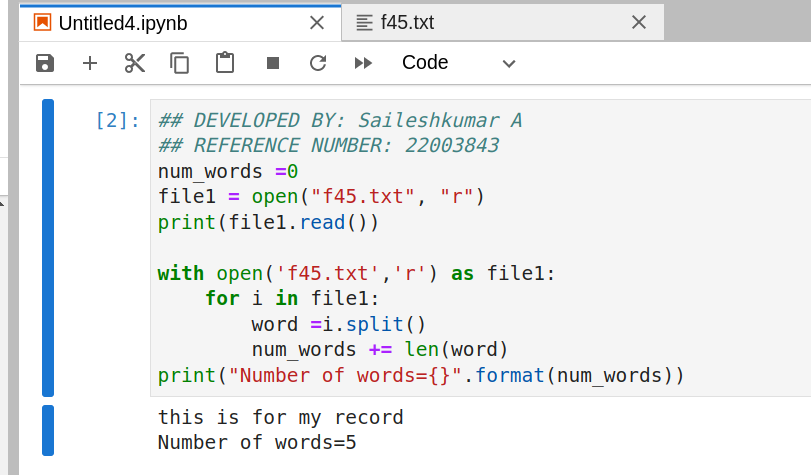 Untitled4.ipynb
f45.txt
Code
[2]:
## DEVELOPED BY: Saileshkumar A
## REFERENCE NUMBER: 22003843
num_words =0
file1 = open("f45.txt", "r")
print(file1.read())
with open('f45.txt','r') as file1:
    for i in file1:
        word =i.split()
        num_words += len(word)
print("Number of words={}".format(num_words))
this is for my record
Number of words=5